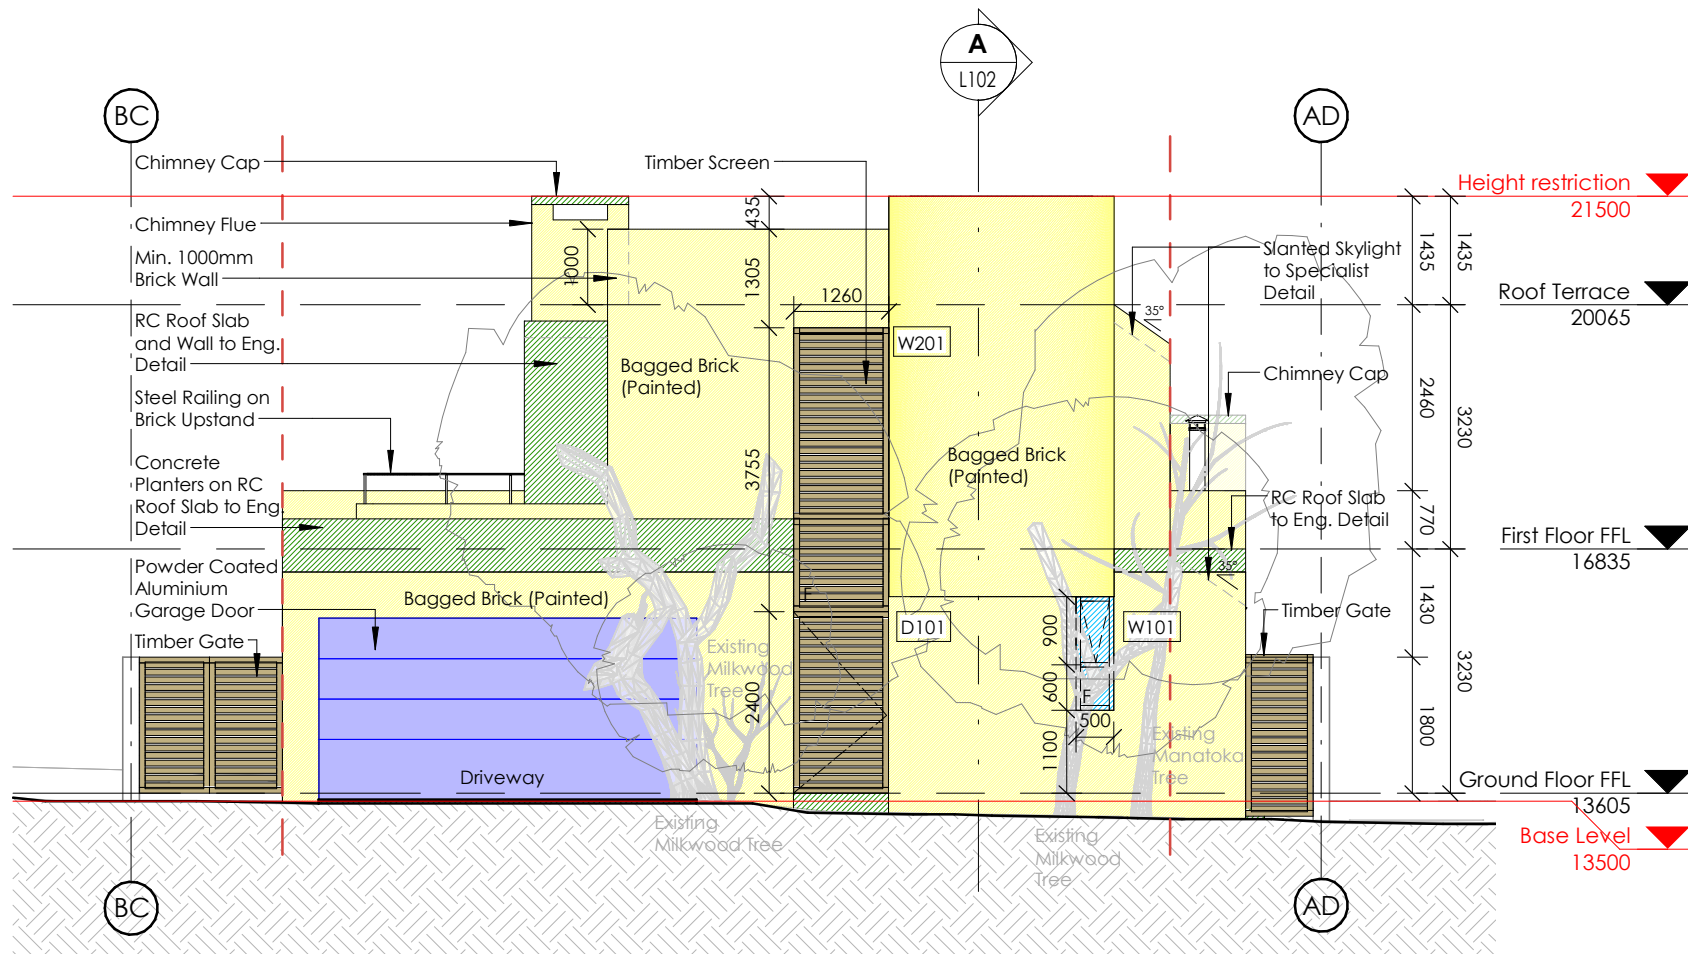 A
L102
BC
AD
Chimney Cap
Timber Screen
Height restriction
21500
Chimney Flue
435
Min. 1000mm
Brick Wall
1000
1305
1260
Slanted Skylight
to Specialist
Detail
1435
1435
Roof Terrace
20065
RC Roof Slab
and Wall to Eng.
Detail
35°
W201
Bagged Brick
(Painted)
Chimney Cap
Steel Railing on
Brick Upstand
2460
3230
Concrete
Planters on RC
Roof Slab to Eng.
Detail
3755
Bagged Brick
(Painted)
RC Roof Slab
to Eng. Detail
770
First Floor FFL
16835
Powder Coated
Aluminium
Garage Door
Bagged Brick (Painted)
F
35°
Timber Gate
Timber Gate
D101
W101
900
1430
Existing
Milkwood
Tree
2400
600
F
500
3230
1800
Existing
Manatoka
Tree
1100
Driveway
Ground Floor FFL
13605
Existing
Milkwood Tree
Existing
Milkwood
Tree
Base Level
13500
BC
AD